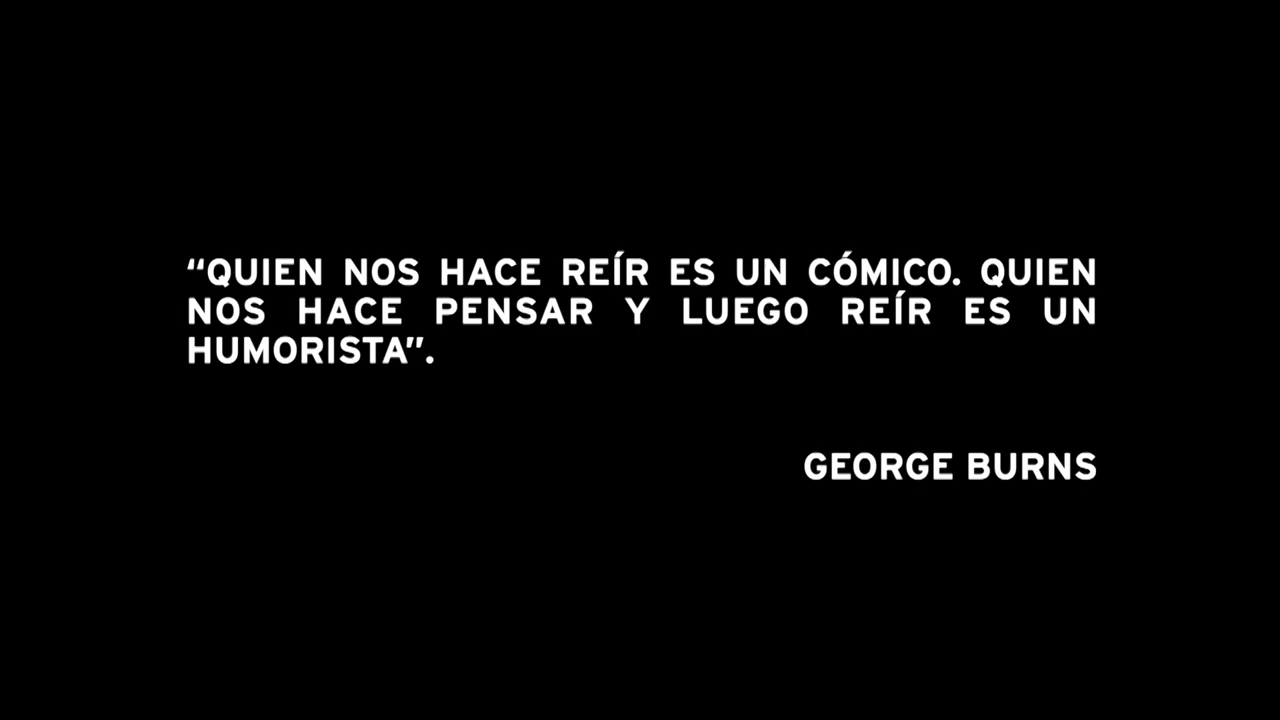 “QUIEN NOS HACE REÍR ES UN CÓMICO. QUIEN
NOS HACE PENSAR Y LUEGO REÍR ES UN
HUMORISTA”.
GEORGE BURNS